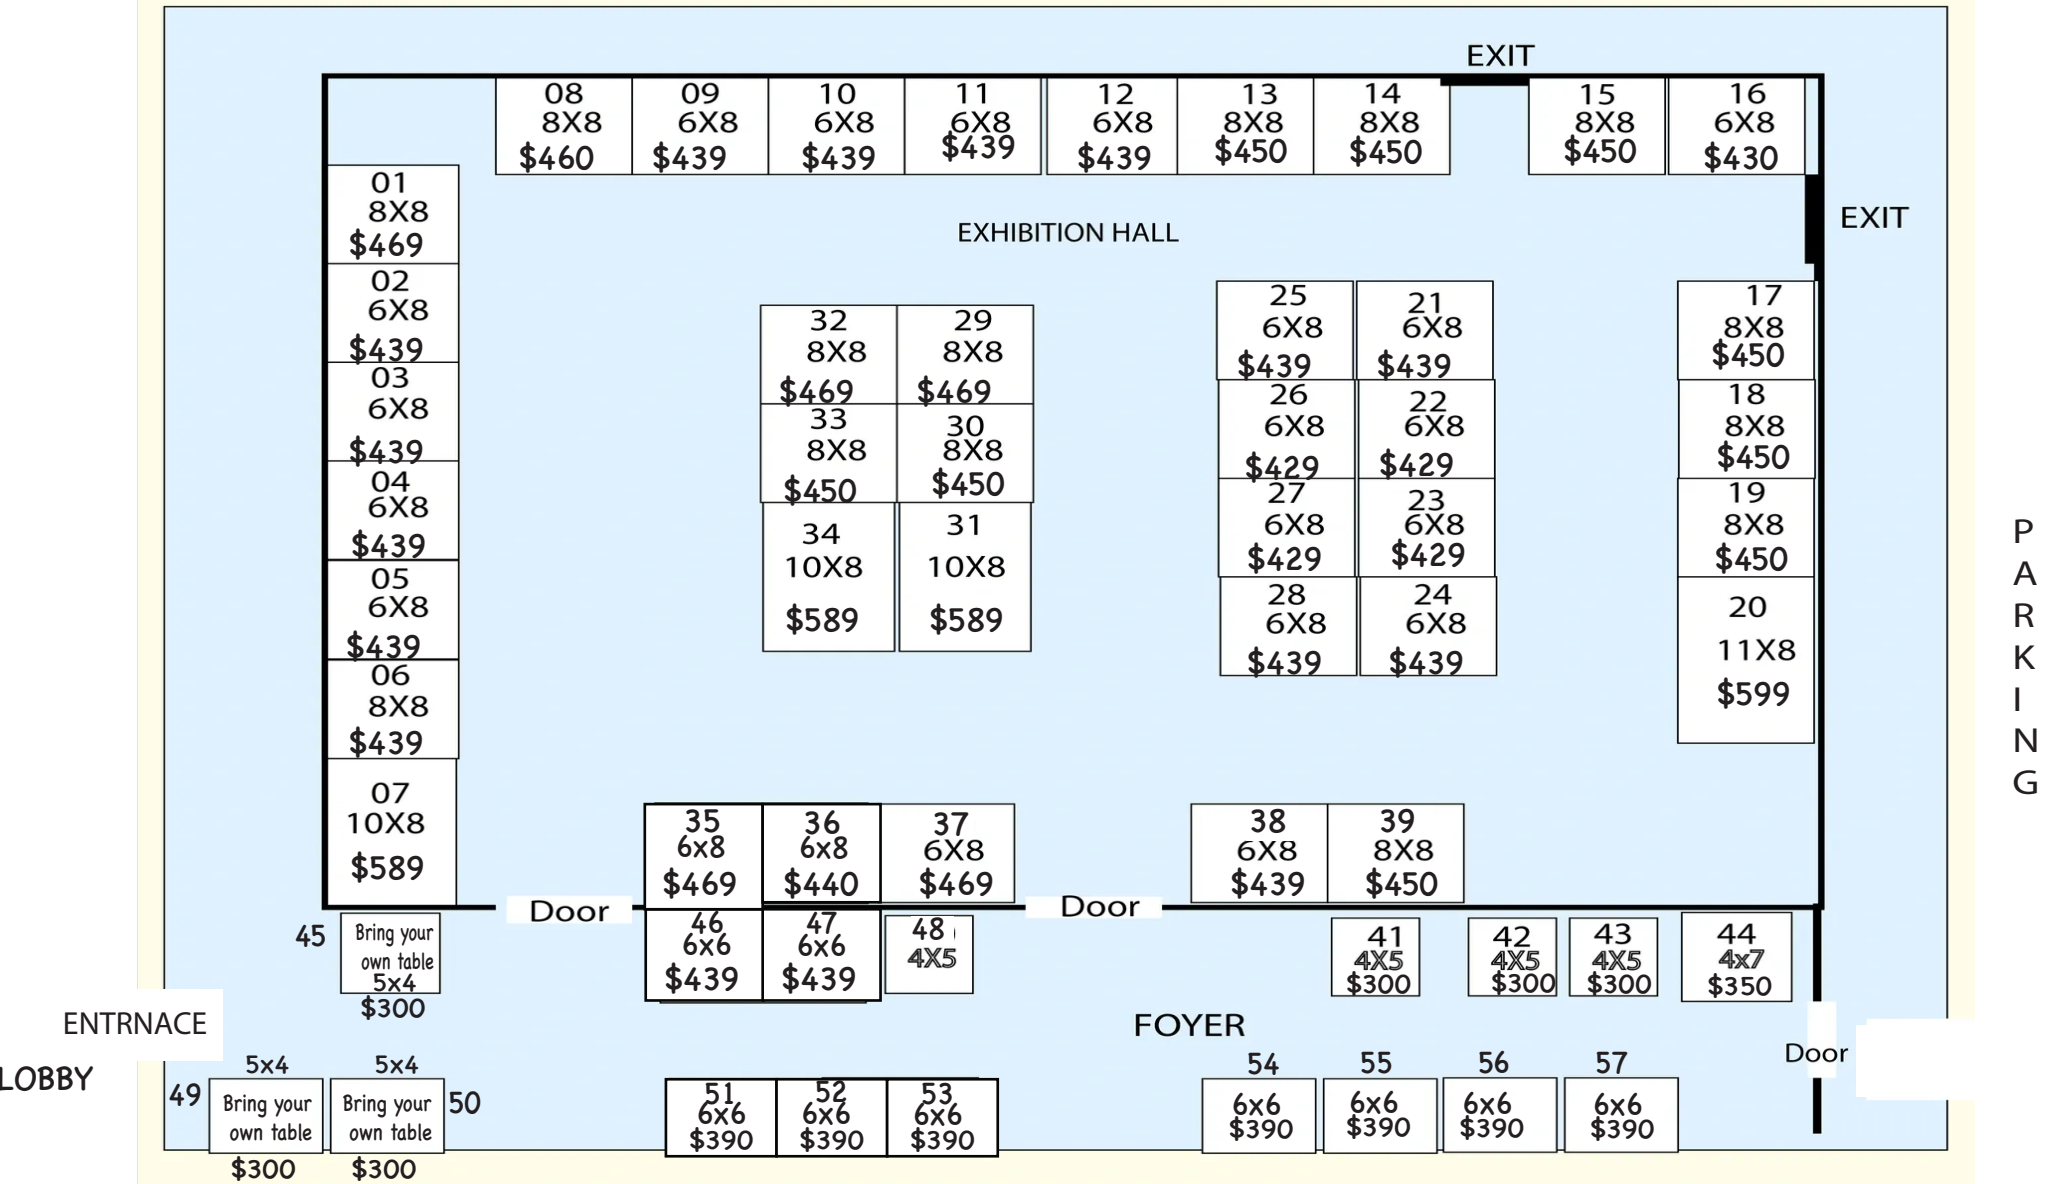 EXIT
08
8X8
$460
09
6X8
$439
10
6X8
$439
11
6X8
$439
12
6X8
$439
13
8X8
$450
14
8X8
$450
15
8X8
$450
16
6X8
$430
EXIT
EXHIBITION HALL
01
8X8
$469
02
6X8
$439
03
6X8
$439
04
6X8
$439
05
6X8
$439
06
8X8
$439
07
10X8
$589
32
8X8
$469
29
8X8
$469
33
8X8
$450
30
8X8
$450
34
10X8
$589
31
10X8
$589
25
6X8
$439
21
6X8
$439
26
6X8
$429
22
6X8
$429
27
6X8
$429
23
6X8
$429
28
6X8
$439
24
6X8
$439
17
8X8
$450
18
8X8
$450
19
8X8
$450
20
11X8
$599
PARKING
35
6x8
$469
36
6x8
$440
37
6X8
$469
38
6X8
$439
39
8X8
$450
Door
Door
45
Bring your
own table
5x4
$300
46
6x6
$439
47
6x6
$439
48
4X5
41
4X5
$300
42
4X5
$300
43
4X5
$300
44
4x7
$350
ENTRNACE
LOBBY
FOYER
Door
49
5x4
Bring your
own table
$300
5x4
Bring your
own table
$300
50
51
6x6
$390
52
6x6
$390
53
6x6
$390
54
6x6
$390
55
6x6
$390
56
6x6
$390
57
6x6
$390